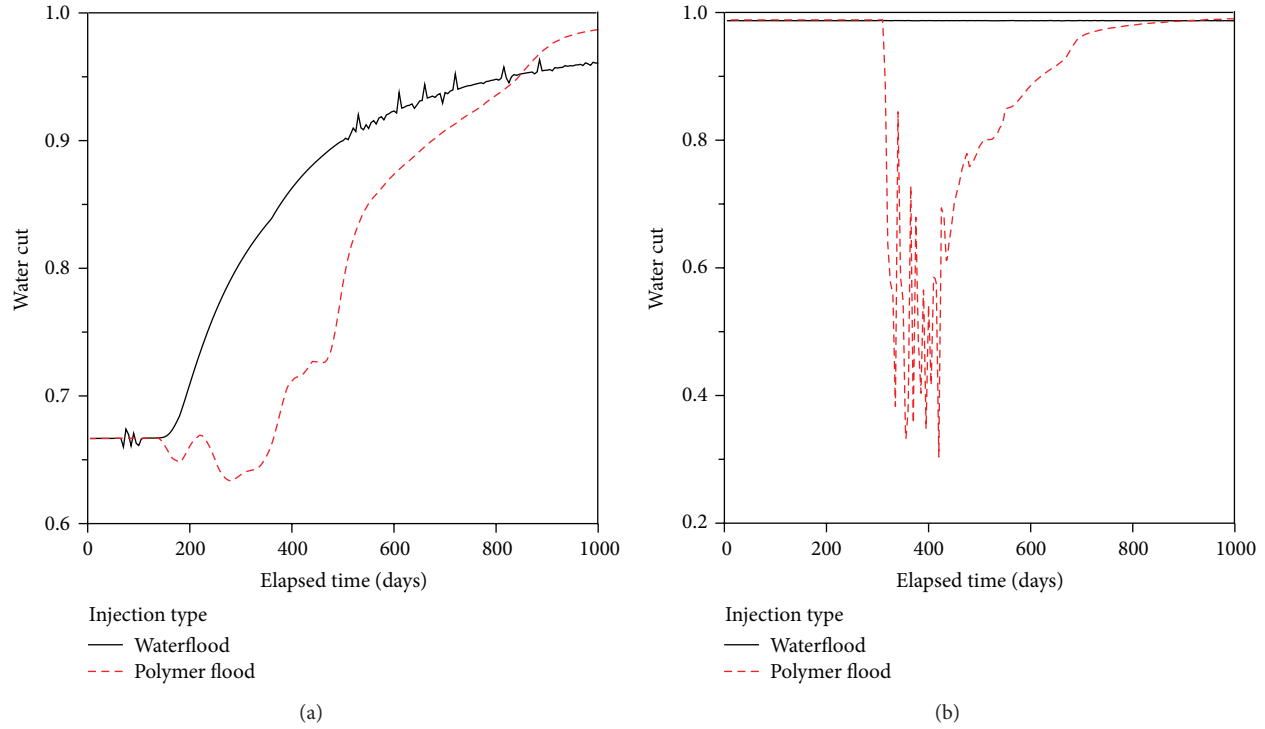 1.0
0.9
0.8
0.7
0.6
Water cut
0 200 400 600 800 1000
Elapsed time (days)
Injection type
Waterflood
Polymer flood
(a)
1.0
0.8
0.6
0.4
0.2
Water cut
0 200 400 600 800 1000
Elapsed time (days)
Injection type
Waterflood
Polymer flood
(b)